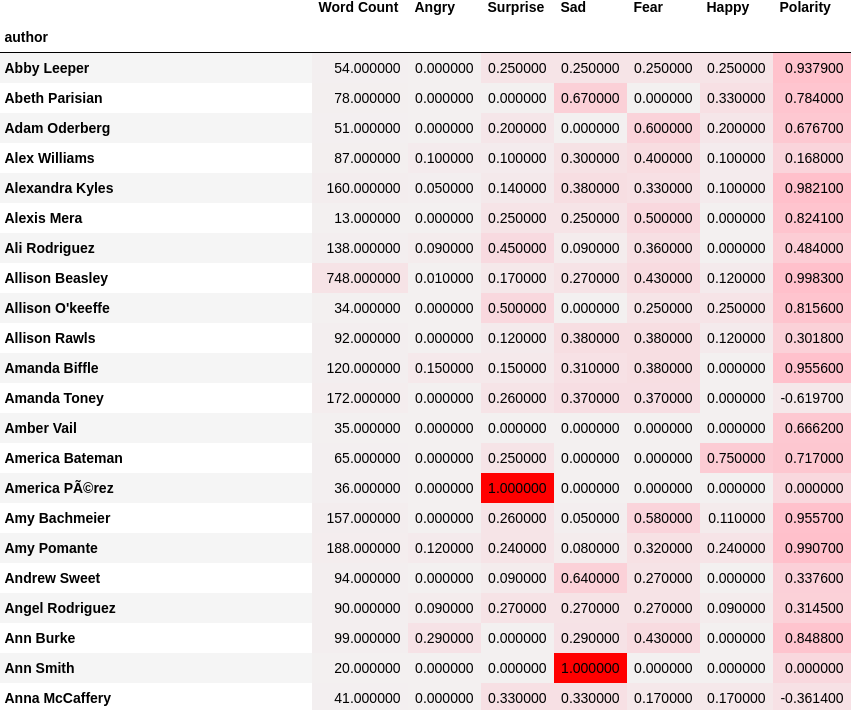 Word Count Angry Surprise Sad Fear Happy Polarity
author
Abby Leeper 54.000000 0.000000 0.250000 0.250000 0.250000 0.250000 0.937900
Abeth Parisian 78.000000 0.000000 0.000000 0.670000 0.000000 0.330000 0.784000
Adam Oderberg 51.000000 0.000000 0.200000 0.000000 0.600000 0.200000 0.676700
Alex Williams 87.000000 0.100000 0.100000 0.300000 0.400000 0.100000 0.168000
Alexandra Kyles 160.000000 0.050000 0.140000 0.380000 0.330000 0.100000 0.982100
Alexis Mera 13.000000 0.000000 0.250000 0.250000 0.500000 0.000000 0.824100
Ali Rodriguez 138.000000 0.090000 0.450000 0.090000 0.360000 0.000000 0.484000
Allison Beasley 748.000000 0.010000 0.170000 0.270000 0.430000 0.120000 0.998300
Allison O'keeffe 34.000000 0.000000 0.500000 0.000000 0.250000 0.250000 0.815600
Allison Rawls 92.000000 0.000000 0.120000 0.380000 0.380000 0.120000 0.301800
Amanda Biffle 120.000000 0.150000 0.150000 0.310000 0.380000 0.000000 0.955600
Amanda Toney 172.000000 0.000000 0.260000 0.370000 0.370000 0.000000 -0.619700
Amber Vail 35.000000 0.000000 0.000000 0.000000 0.000000 0.000000 0.666200
America Bateman 65.000000 0.000000 0.250000 0.000000 0.000000 0.750000 0.717000
America PÃ©rez 36.000000 0.000000 1.000000 0.000000 0.000000 0.000000 0.000000
Amy Bachmeier 157.000000 0.000000 0.260000 0.050000 0.580000 0.110000 0.955700
Amy Pomante 188.000000 0.120000 0.240000 0.080000 0.320000 0.240000 0.990700
Andrew Sweet 94.000000 0.000000 0.090000 0.640000 0.270000 0.000000 0.337600
Angel Rodriguez 90.000000 0.090000 0.270000 0.270000 0.270000 0.090000 0.314500
Ann Burke 99.000000 0.290000 0.000000 0.290000 0.430000 0.000000 0.848800
Ann Smith 20.000000 0.000000 0.000000 1.000000 0.000000 0.000000 0.000000
Anna McCaffery 41.000000 0.000000 0.330000 0.330000 0.170000 0.170000 -0.361400